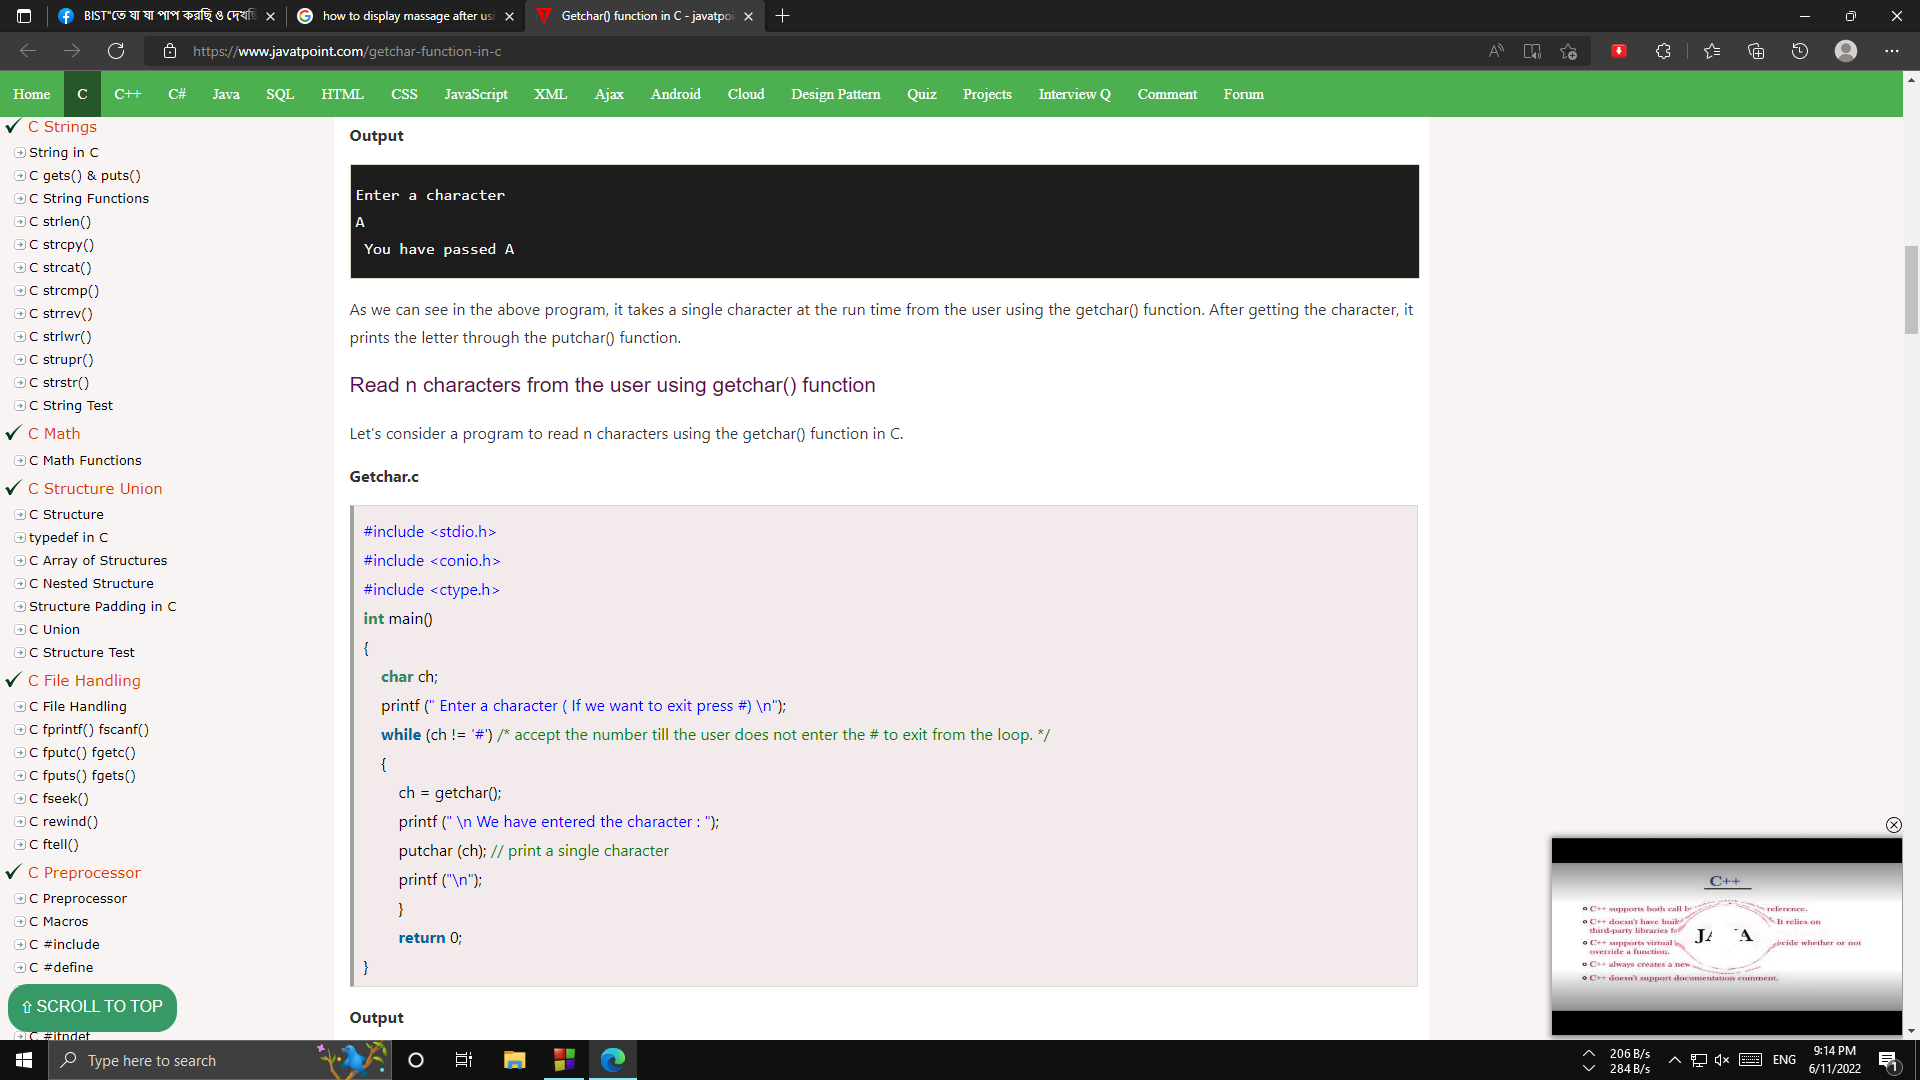 BIST"তে যা যা পাপ করছি ও দেখছি
how to display massage after usi
Getchar() function in C - javatpoi
https://www.javatpoint.com/getchar-function-in-c
Home C C++ C# Java SQL HTML CSS JavaScript XML Ajax Android Cloud Design Pattern Quiz Projects Interview Q Comment Forum
C Strings
String in C
C gets() & puts()
C String Functions
C strlen()
C strcpy()
C strcat()
C strcmp()
C strrev()
C strlwr()
C strupr()
C strstr()
C String Test
C Math
C Math Functions
C Structure Union
C Structure
typedef in C
C Array of Structures
C Nested Structure
Structure Padding in C
C Union
C Structure Test
C File Handling
C File Handling
C fprintf() fscanf()
C fputc() fgetc()
C fputs() fgets()
C fseek()
C rewind()
C ftell()
C Preprocessor
C Preprocessor
C Macros
C #include
C #define
⇧ SCROLL TO TOP
C #ifndef
Output
Enter a character
A
You have passed A
As we can see in the above program, it takes a single character at the run time from the user using the getchar() function. After getting the character, it
prints the letter through the putchar() function.
Read n characters from the user using getchar() function
Let's consider a program to read n characters using the getchar() function in C.
Getchar.c
#include <stdio.h>
#include <conio.h>
#include <ctype.h>
int main()
{
char ch;
printf (" Enter a character ( If we want to exit press #) \n");
while (ch != '#') /* accept the number till the user does not enter the # to exit from the loop. */
{
ch = getchar();
printf (" \n We have entered the character : ");
putchar (ch); // print a single character
printf ("\n");
}
return 0;
}
Output
C++
C++ supports both call b reference.
C++ doesn't have buil It relies on
third-party libraries f
C++ supports virtual ecide whether or not
override a function.
C++ always creates a new
C++ doesn't support documentation comment.
JA A
Type here to search
206 B/s
284 B/s
ENG
9:14 PM
6/11/2022
1